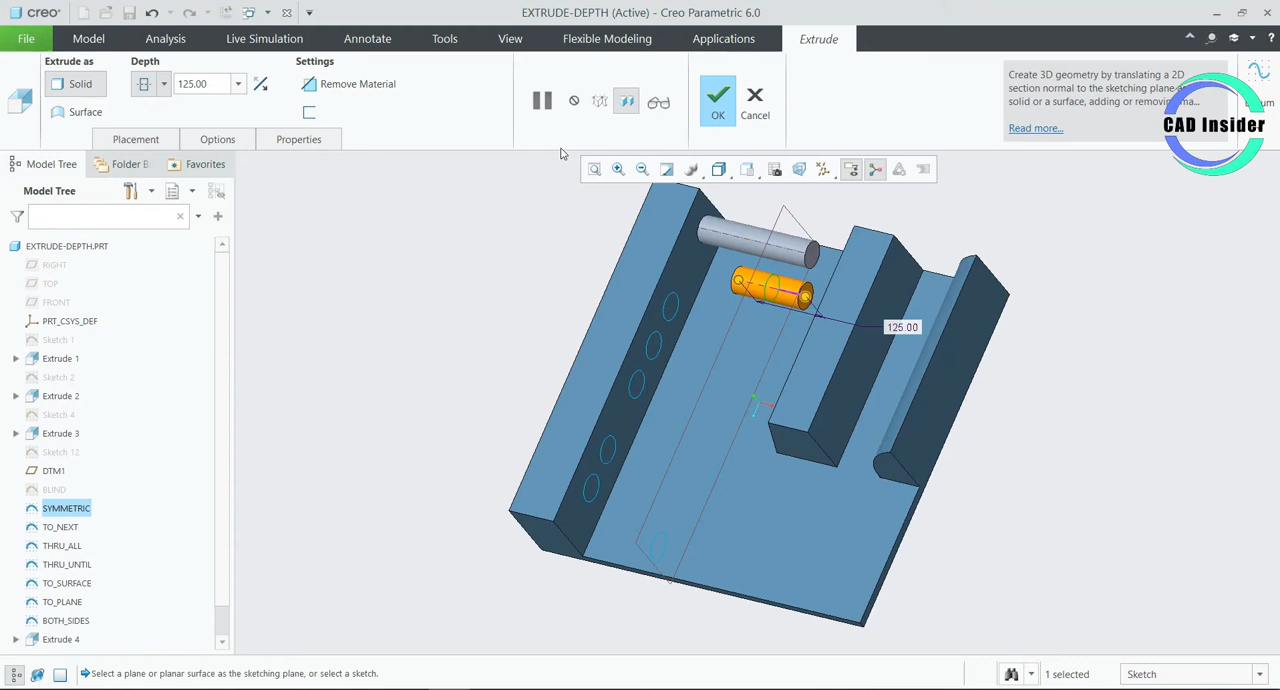 creo
EXTRUDE-DEPTH (Active) - Creo Parametric 6.0
File Model Analysis Live Simulation Annotate Tools View Flexible Modeling Applications Extrude
Extrude as Depth Settings
Solid 125.00 Remove Material
Surface
OK Cancel
Create 3D geometry by translating a 2D
section normal to the sketching plane as
solid or a surface, adding or removing ma...
Read more...
CAD Insider
Placement Options Properties
Model Tree Folder B Favorites
Model Tree
EXTRUDE-DEPTH.PRT
RIGHT
TOP
FRONT
PRT_CSYS_DEF
Sketch 1
Extrude 1
Sketch 2
Extrude 2
Sketch 4
Extrude 3
Sketch 12
DTM1
BLIND
SYMMETRIC
TO_NEXT
THRU_ALL
THRU_UNTIL
TO_SURFACE
TO_PLANE
BOTH_SIDES
Extrude 4
125.00
Select a plane or planar surface as the sketching plane, or select a sketch.
1 selected Sketch